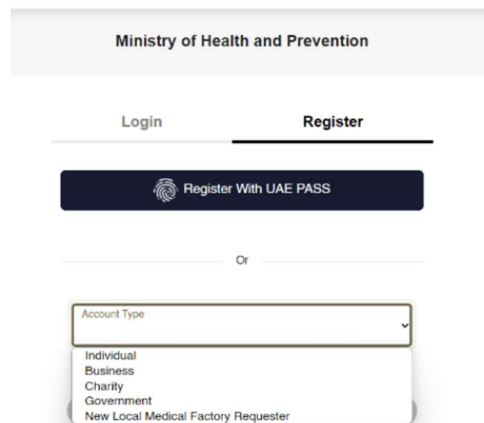 Ministry of Health and Prevention
Login
Register
Register With UAE PASS
Or
Account Type
Individual
Business
Charity
Government
New Local Medical Factory Requester